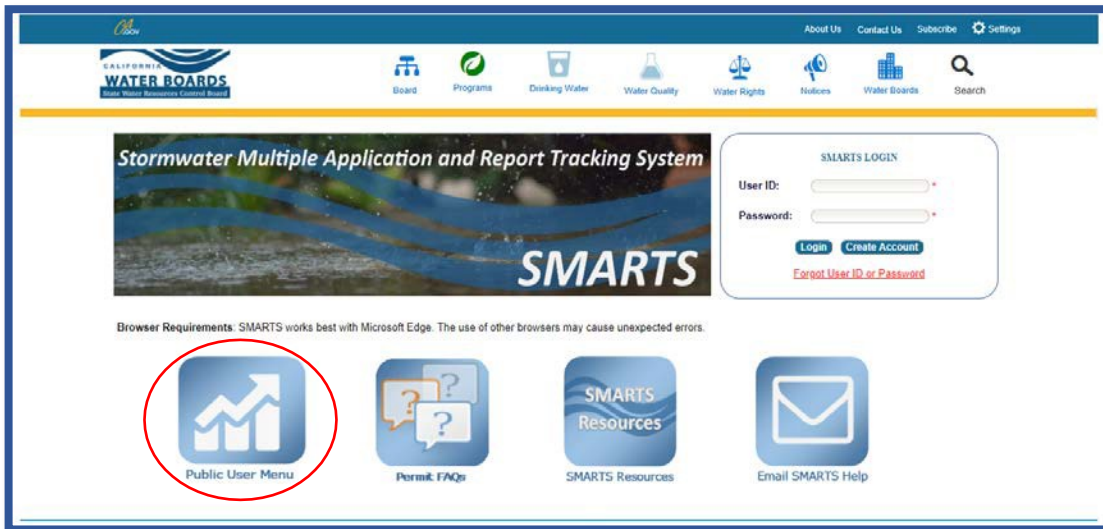 CA.GOV
About Us Contact Us Subscribe Settings
CALIFORNIA
WATER BOARDS
State Water Resources Control Board
Board Programs Drinking Water Water Quality Water Rights Notices Water Boards Search
Stormwater Multiple Application and Report Tracking System
SMARTS
SMARTS LOGIN
User ID: *
Password: *
Login Create Account
Forgot User ID or Password
Browser Requirements: SMARTS works best with Microsoft Edge. The use of other browsers may cause unexpected errors.
? ? ?
SMARTS
Resources
Public User Menu Permit FAQs SMARTS Resources Email SMARTS Help